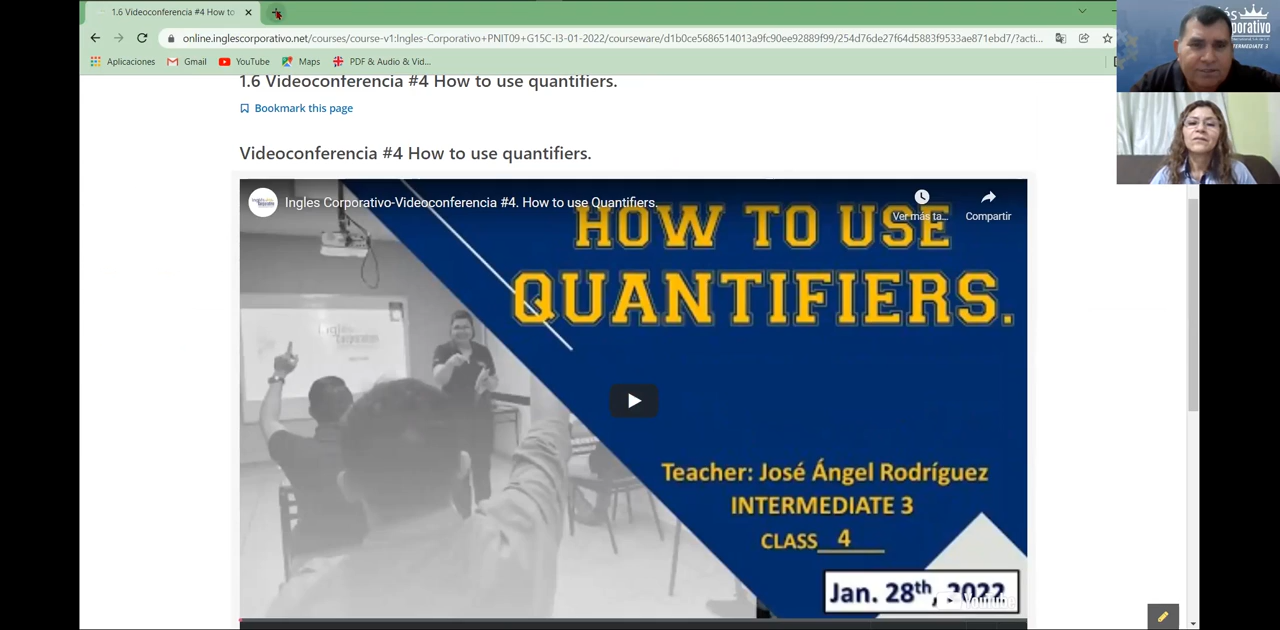 1.6 Videoconferencia #4 How to
online.inglescorporativo.net/courses/course-v1:Ingles-Corporativo+PNIT09+G15C-I3-01-2022/courseware/d1b0ce5686514013a9fc90ee92889f99/254d76de27f64d5883f9533ae871ebd7/?acti...
Aplicaciones Gmail YouTube Maps PDF & Audio & Vid...
1.6 Videoconferencia #4 How to use quantifiers.
Bookmark this page
Videoconferencia #4 How to use quantifiers.
Ingles Corporativo-Videoconferencia #4. How to use Quantifiers.
Ver más ta...
Compartir
HOW TO USE
QUANTIFIERS.
Teacher: José Ángel Rodríguez
INTERMEDIATE 3
CLASS 4
Jan. 28th, 2022
YouTube